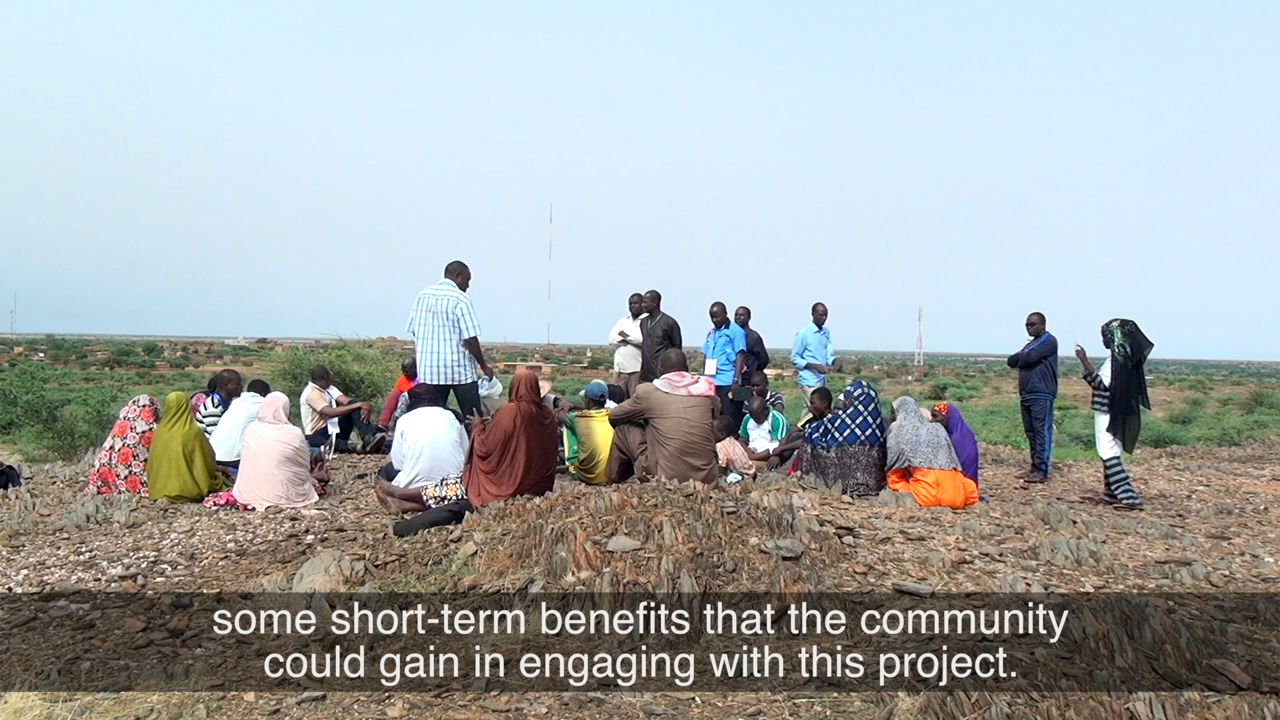 some short-term benefits that the community
could gain in engaging with this project.